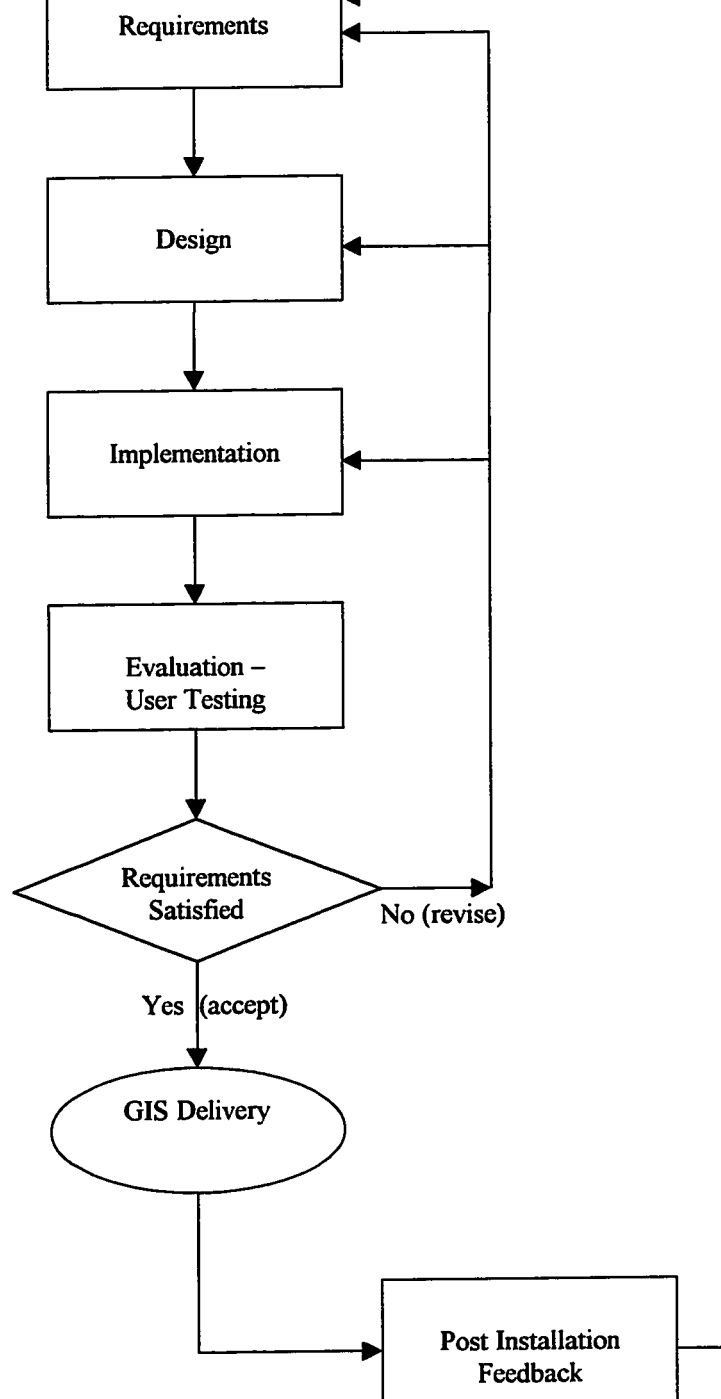 Requirements
Design
Implementation
Evaluation –
User Testing
Requirements
Satisfied
No (revise)
Yes (accept)
GIS Delivery
Post Installation
Feedback